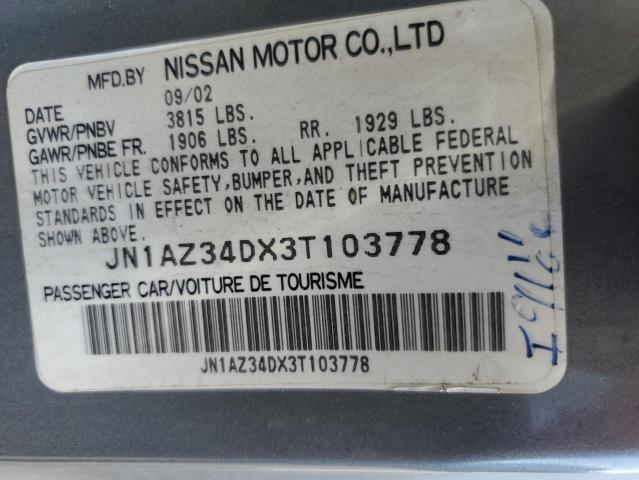 MFD.BY NISSAN MOTOR CO.,LTD
DATE 09/02
GVWR/PNBV 3815 LBS.
GAWR/PNBE FR. 1906 LBS. RR. 1929 LBS.
THIS VEHICLE CONFORMS TO ALL APPLICABLE FEDERAL
MOTOR VEHICLE SAFETY,BUMPER,AND THEFT PREVENTION
STANDARDS IN EFFECT ON THE DATE OF MANUFACTURE
SHOWN ABOVE.
JN1AZ34DX3T103778
PASSENGER CAR/VOITURE DE TOURISME
JN1AZ34DX3T103778